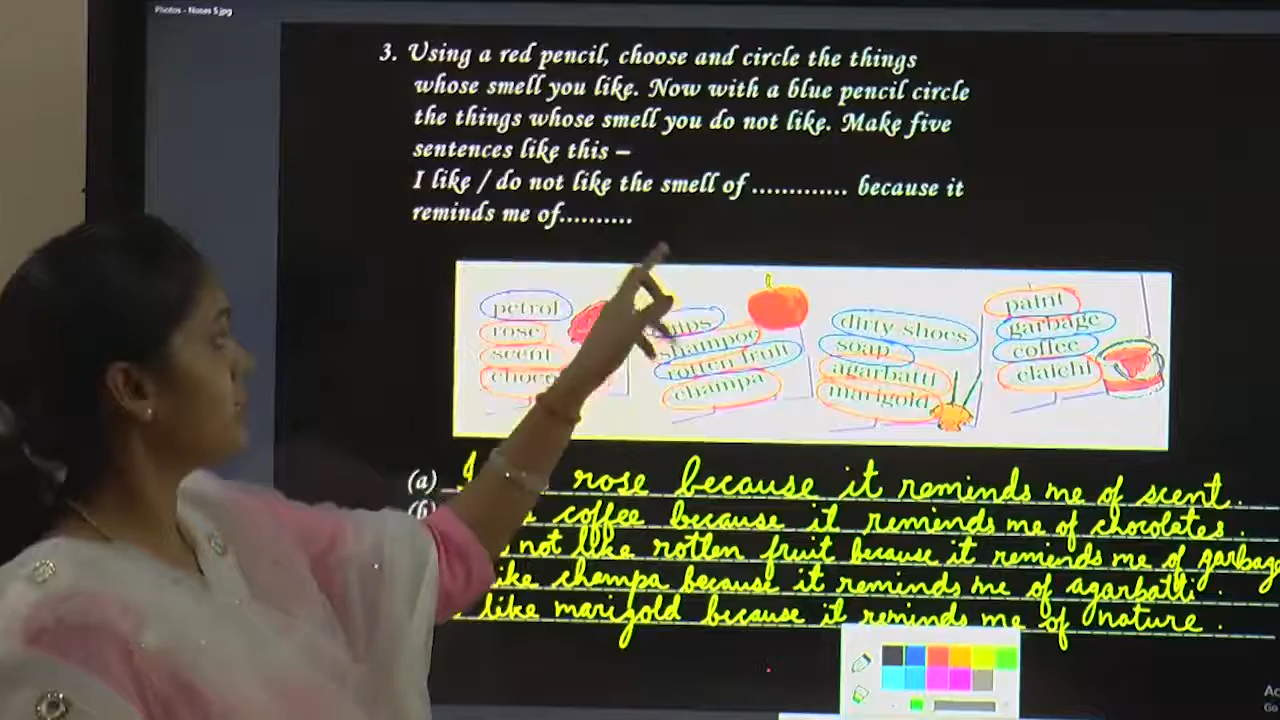 Photos - Notes 5.jpg
3. Using a red pencil, choose and circle the things
whose smell you like. Now with a blue pencil circle
the things whose smell you do not like. Make five
sentences like this –
I like / do not like the smell of ............. because it
reminds me of..........
petrol
rose
scent
shampoo
rotten fruit
champa
dirty shoes
soap
agarbatti
marigold
paint
garbage
coffee
elaichi
(a) I rose because it reminds me of scent.
(b) coffee because it reminds me of chocolates.
not like rotten fruit because it reminds me of garbage
like champa because it reminds me of agarbatti.
like marigold because it reminds me of nature.